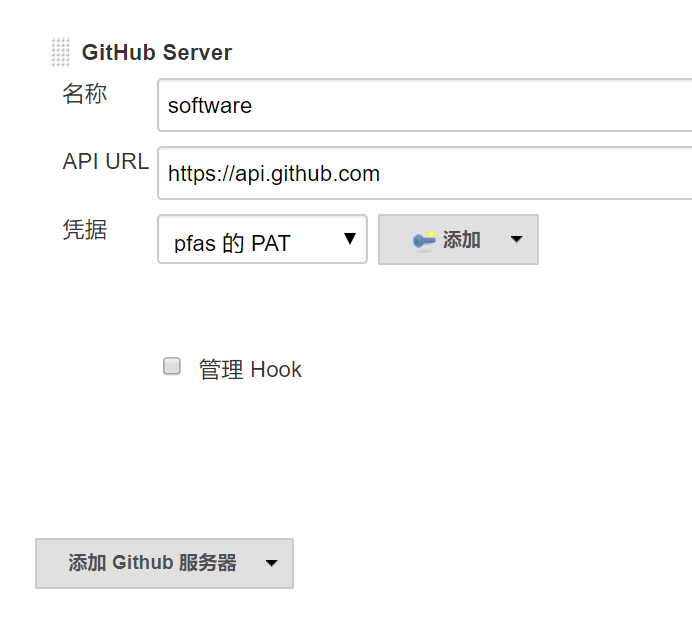 GitHub Server
名称
software
API URL
https://api.github.com
凭据
pfas 的 PAT
添加
管理 Hook
添加 Github 服务器